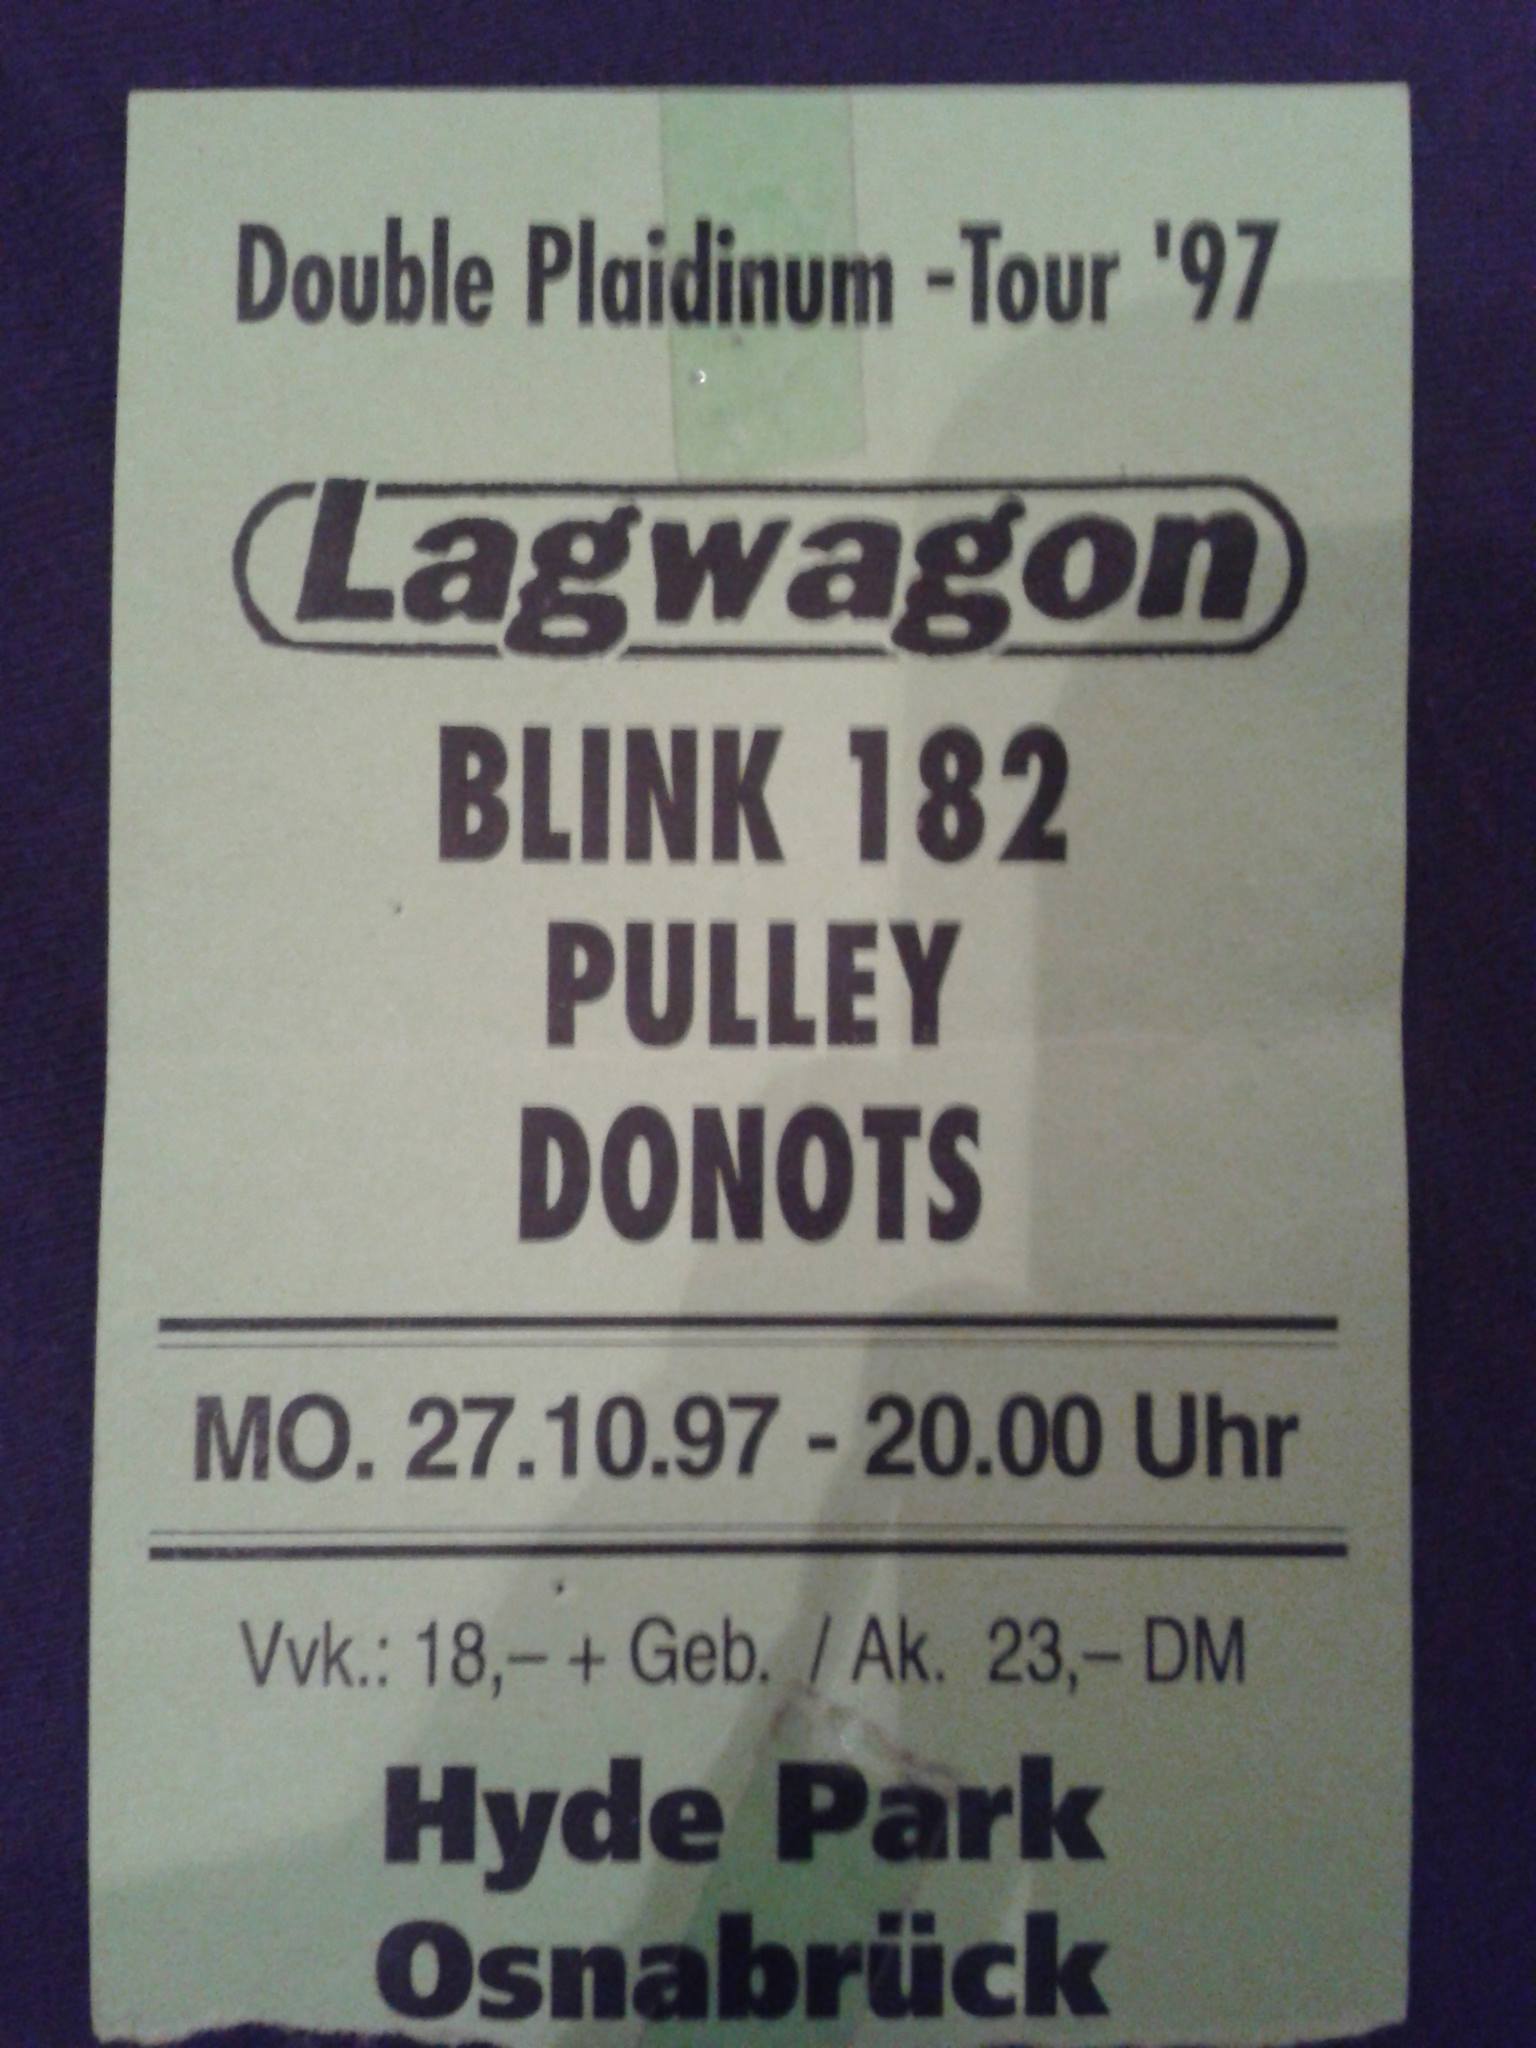 Double Plaidinum -Tour '97
Lagwagon
BLINK 182
PULLEY
DONOTS
MO. 27.10.97 - 20.00 Uhr
Vvk.: 18,– + Geb. / Ak. 23,– DM
Hyde Park
Osnabrück